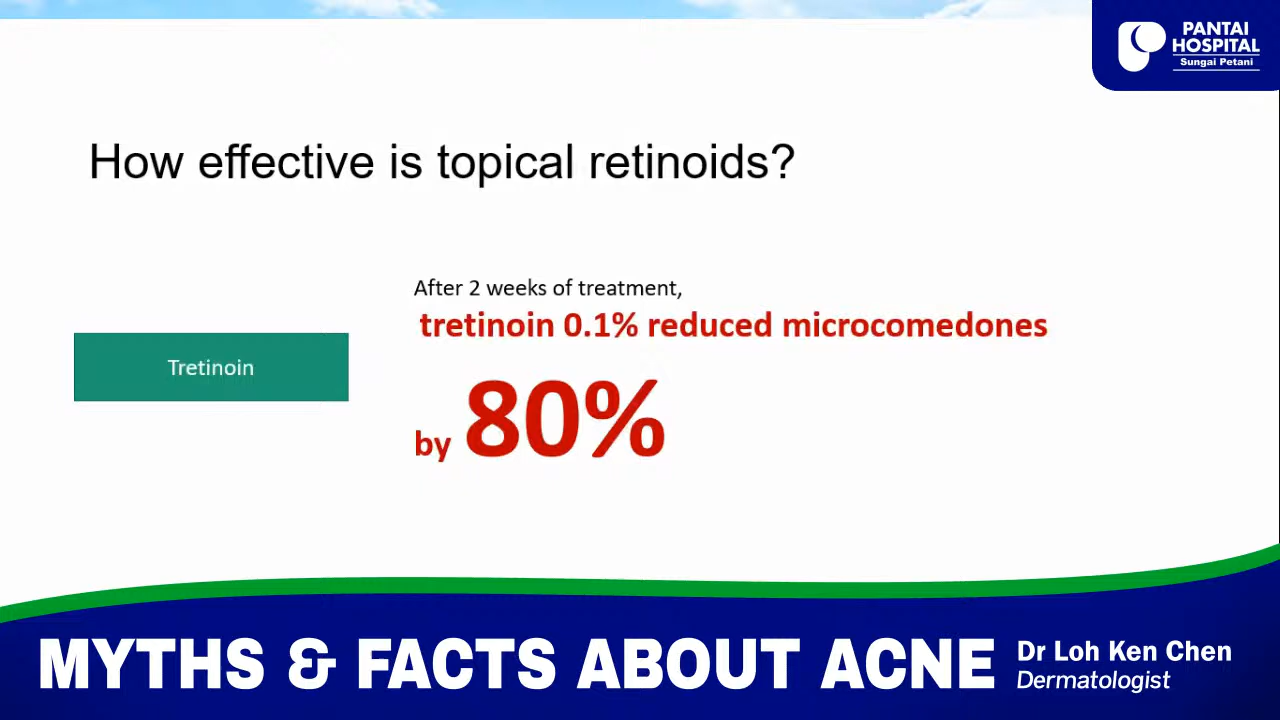 PANTAI
HOSPITAL
Sungai Petani
How effective is topical retinoids?
After 2 weeks of treatment,
tretinoin 0.1% reduced microcomedones
Tretinoin
by 80%
MYTHS & FACTS ABOUT ACNE
Dr Loh Ken Chen
Dermatologist